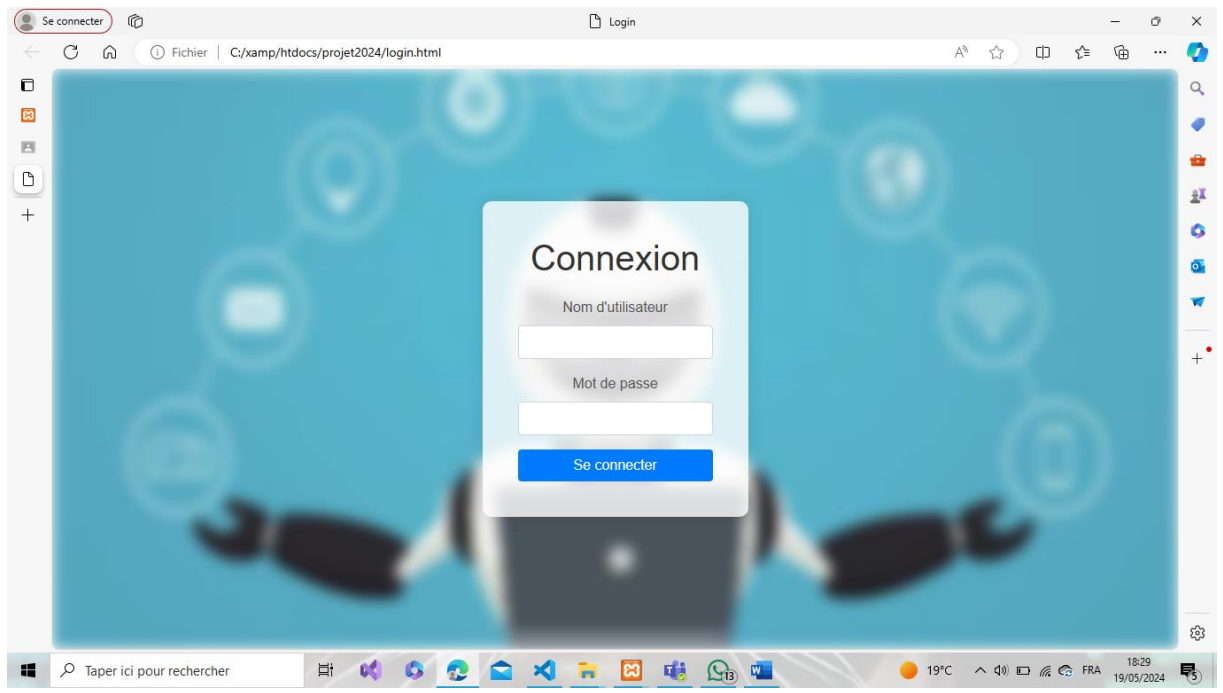 Se connecter
Login
Fichier | C:/xamp/htdocs/projet2024/login.html
Connexion
Nom d'utilisateur
Mot de passe
Se connecter
Taper ici pour rechercher
13
19°C
FRA
18:29
19/05/2024
5